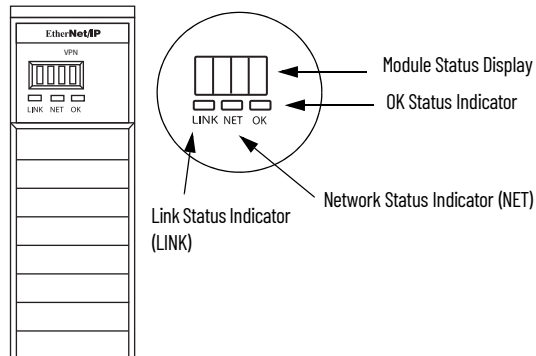 EtherNet/IP
VPN
LINK NET OK
LINK NET OK
Module Status Display
OK Status Indicator
Network Status Indicator (NET)
Link Status Indicator
(LINK)